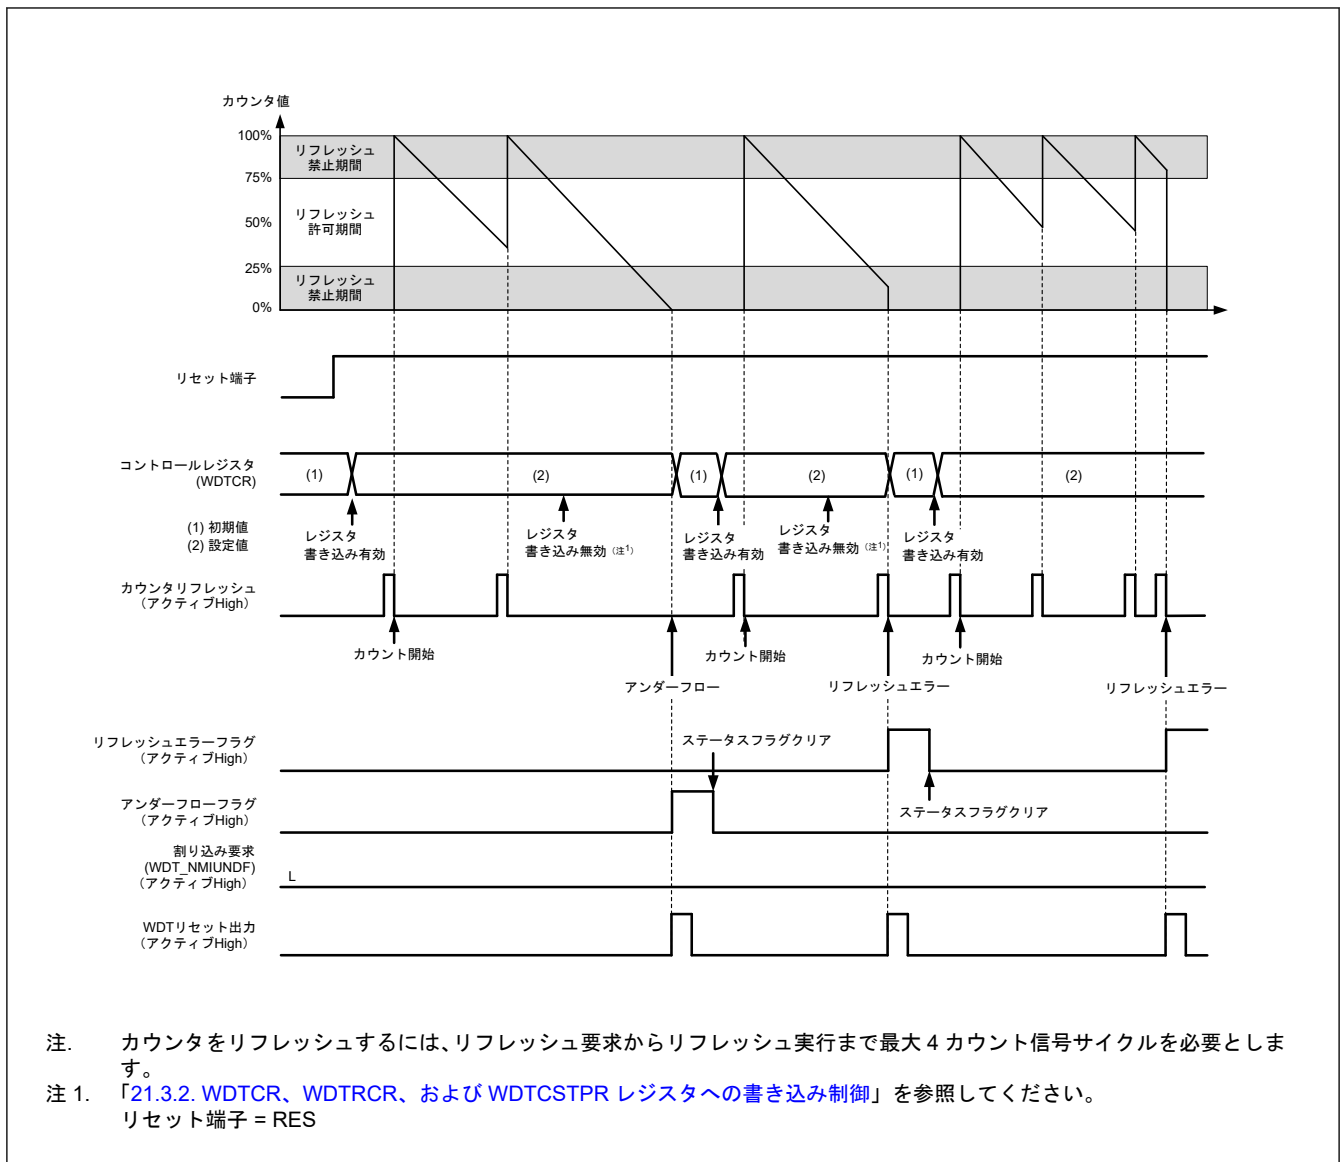 カウンタ値
100%
75%
50%
25%
0%
リフレッシュ
禁止期間
リフレッシュ
許可期間
リフレッシュ
禁止期間
リセット端子
コントロールレジスタ
(WDTCR)
(1)
(2)
(1)
(2)
(1)
(2)
(1) 初期値
(2) 設定値
レジスタ
書き込み有効
レジスタ
書き込み無効（注1）
レジスタ
書き込み有効
レジスタ
書き込み無効（注1）
レジスタ
書き込み有効
カウンタリフレッシュ
（アクティブHigh）
カウント開始
カウント開始
カウント開始
アンダーフロー
リフレッシュエラー
リフレッシュエラー
リフレッシュエラーフラグ
（アクティブHigh）
ステータスフラグクリア
ステータスフラグクリア
アンダーフローフラグ
（アクティブHigh）
割り込み要求
(WDT_NMIUNDF)
（アクティブHigh）
L
WDTリセット出力
（アクティブHigh）
注. カウンタをリフレッシュするには、リフレッシュ要求からリフレッシュ実行まで最大 4 カウント信号サイクルを必要としま
す。
注 1. 「21.3.2. WDTCR、WDTRCR、および WDTCSTPR レジスタへの書き込み制御」を参照してください。
リセット端子 = RES